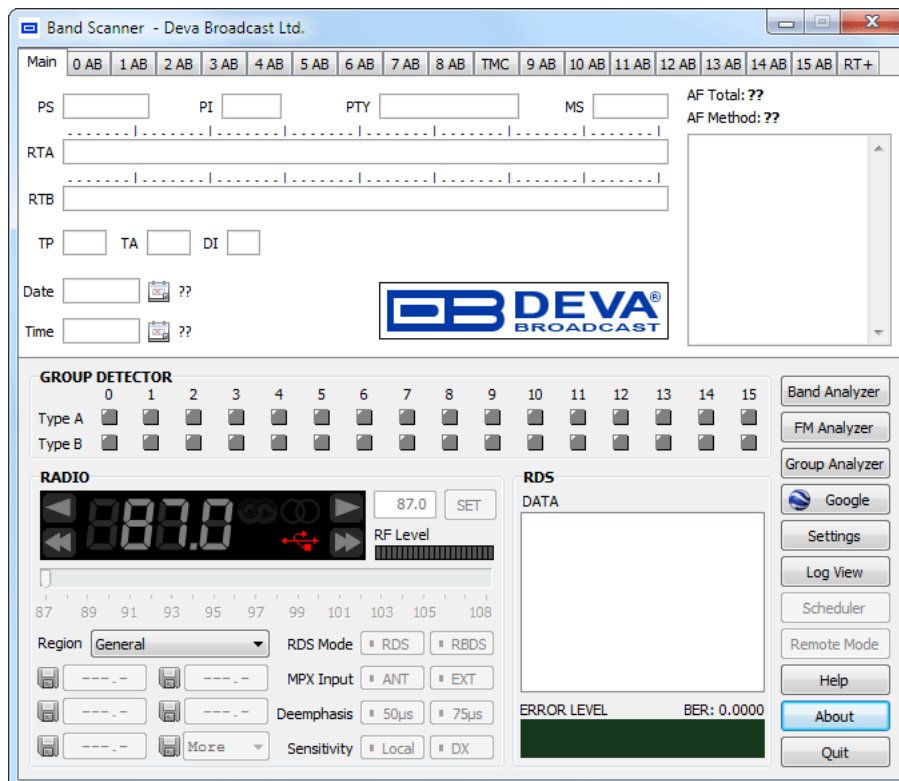 Band Scanner - Deva Broadcast Ltd.
Main 0 AB 1 AB 2 AB 3 AB 4 AB 5 AB 6 AB 7 AB 8 AB TMC 9 AB 10 AB 11 AB 12 AB 13 AB 14 AB 15 AB RT+
PS PI PTY MS
AF Total: ??
AF Method: ??
RTA
RTB
TP TA DI
Date ??
Time ??
DEVA®
BROADCAST
GROUP DETECTOR
0 1 2 3 4 5 6 7 8 9 10 11 12 13 14 15
Type A
Type B
Band Analyzer
FM Analyzer
Group Analyzer
Google
Settings
Log View
Scheduler
Remote Mode
Help
About
Quit
RADIO
87.0
87.0 SET
RF Level
87 89 91 93 95 97 99 101 103 105 108
Region General
RDS Mode RDS RBDS
---.- ---.- MPX Input ANT EXT
---.- ---.- Deemphasis 50µs 75µs
---.- More Sensitivity Local DX
RDS
DATA
ERROR LEVEL BER: 0.0000